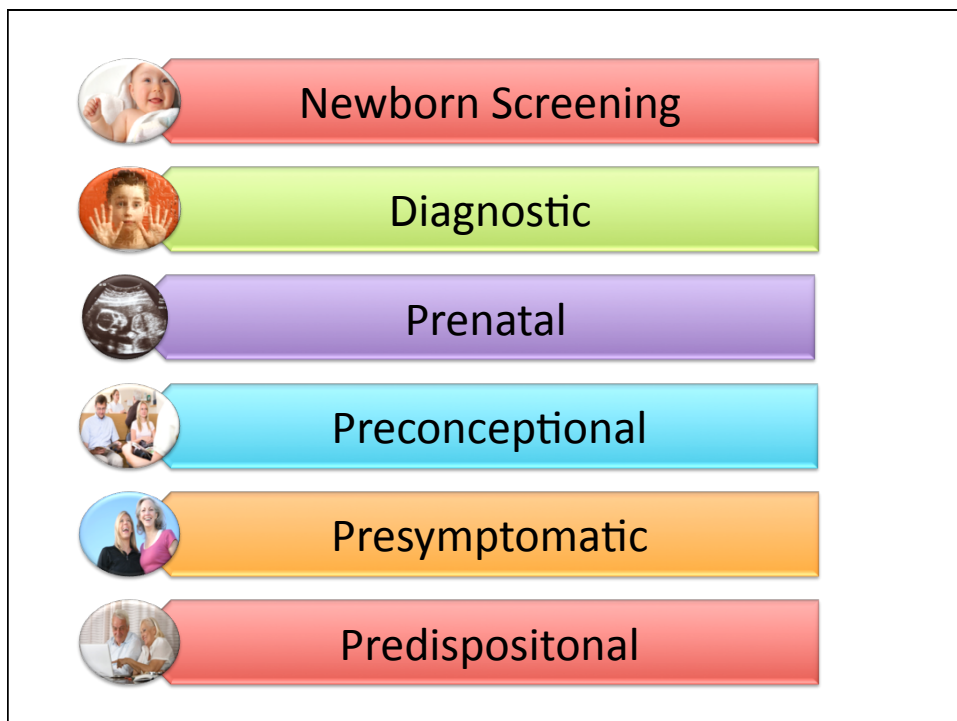 Newborn Screening
Diagnostic
Prenatal
Preconceptional
Presymptomatic
Predispositonal